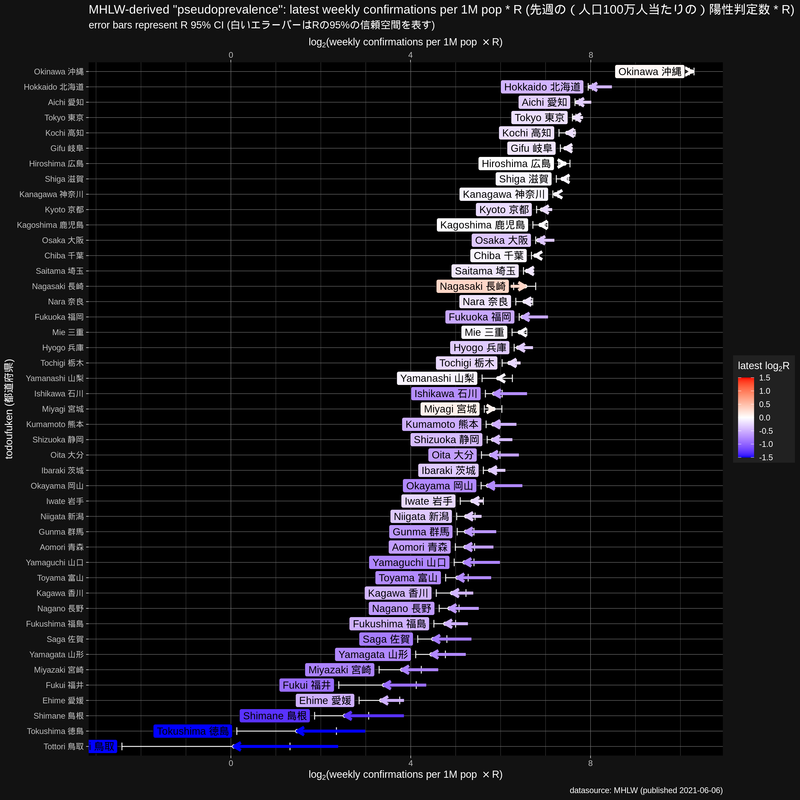 MHLW-derived "pseudoprevalence": latest weekly confirmations per 1M pop * R (先週の ( 人口100万人当たりの ) 陽性判定数 * R)
error bars represent R 95% CI (白いエラーバーはRの95%の信頼空間を表す)
log2(weekly confirmations per 1M pop × R)
0 4 8
Okinawa 沖縄 Okinawa 沖縄
Hokkaido 北海道 Hokkaido 北海道
Aichi 愛知 Aichi 愛知
Tokyo 東京 Tokyo 東京
Kochi 高知 Kochi 高知
Gifu 岐阜 Gifu 岐阜
Hiroshima 広島 Hiroshima 広島
Shiga 滋賀 Shiga 滋賀
Kanagawa 神奈川 Kanagawa 神奈川
Kyoto 京都 Kyoto 京都
Kagoshima 鹿児島 Kagoshima 鹿児島
Osaka 大阪 Osaka 大阪
Chiba 千葉 Chiba 千葉
Saitama 埼玉 Saitama 埼玉
Nagasaki 長崎 Nagasaki 長崎
Nara 奈良 Nara 奈良
Fukuoka 福岡 Fukuoka 福岡
Mie 三重 Mie 三重
Hyogo 兵庫 Hyogo 兵庫
Tochigi 栃木 Tochigi 栃木
Yamanashi 山梨 Yamanashi 山梨
Ishikawa 石川 Ishikawa 石川
Miyagi 宮城 Miyagi 宮城
Kumamoto 熊本 Kumamoto 熊本
Shizuoka 静岡 Shizuoka 静岡
Oita 大分 Oita 大分
Ibaraki 茨城 Ibaraki 茨城
Okayama 岡山 Okayama 岡山
Iwate 岩手 Iwate 岩手
Niigata 新潟 Niigata 新潟
Gunma 群馬 Gunma 群馬
Aomori 青森 Aomori 青森
Yamaguchi 山口 Yamaguchi 山口
Toyama 富山 Toyama 富山
Kagawa 香川 Kagawa 香川
Nagano 長野 Nagano 長野
Fukushima 福島 Fukushima 福島
Saga 佐賀 Saga 佐賀
Yamagata 山形 Yamagata 山形
Miyazaki 宮崎 Miyazaki 宮崎
Fukui 福井 Fukui 福井
Ehime 愛媛 Ehime 愛媛
Shimane 島根 Shimane 島根
Tokushima 徳島 Tokushima 徳島
Tottori 鳥取 鳥取
0 4 8
log2(weekly confirmations per 1M pop × R)
todoufuken (都道府県)
latest log2R
1.5
1.0
0.5
0.0
-0.5
-1.0
-1.5
datasource: MHLW (published 2021-06-06)